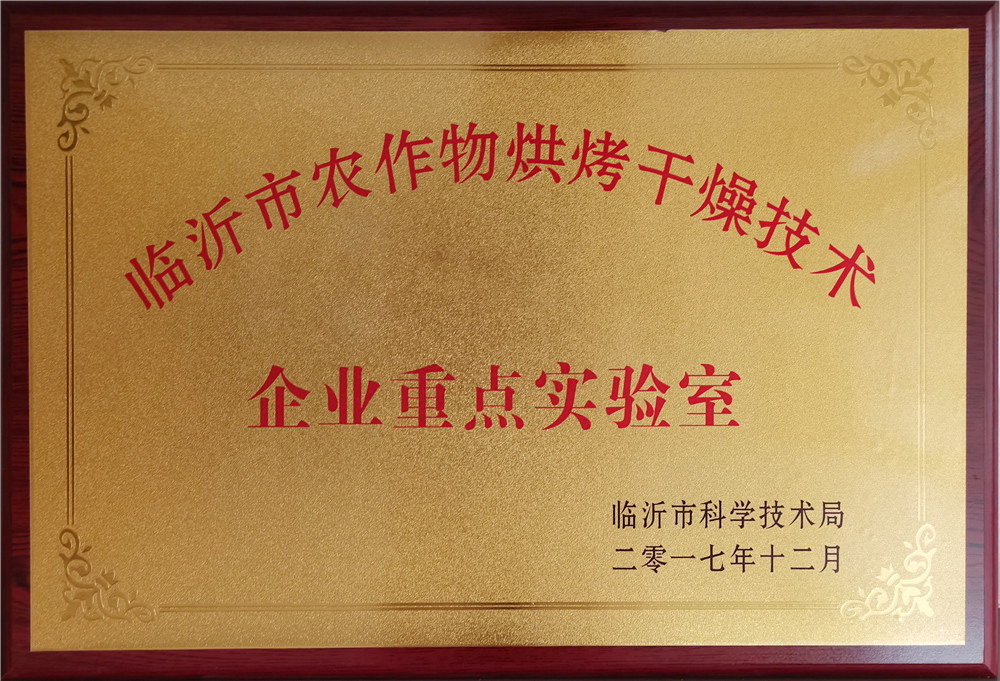 临沂市农作物烘烤干燥技术
企业重点实验室
临沂市科学技术局
二零一七年十二月